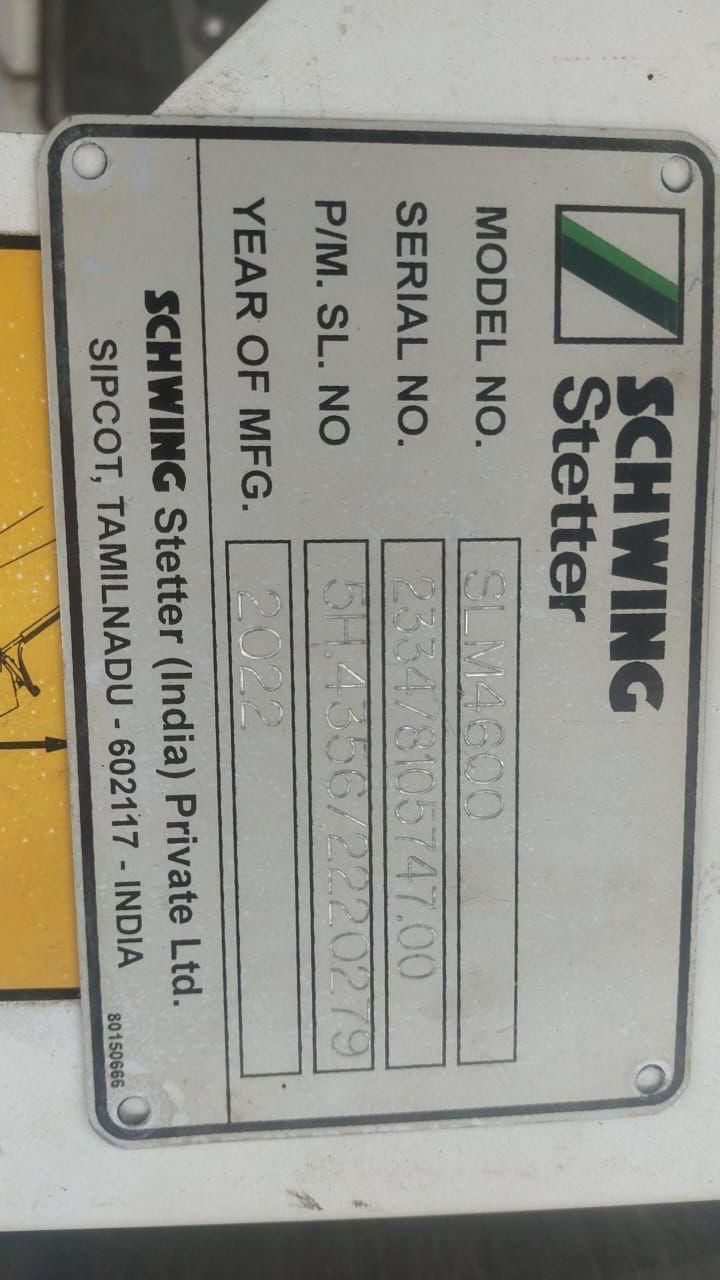 SCHWING
Stetter
MODEL NO. SLM4600
SERIAL NO. 2334/8105747.00
P/M. SL. NO 5H.4356/2220279
YEAR OF MFG. 2022
SCHWING Stetter (India) Private Ltd.
SIPCOT, TAMILNADU - 602117 - INDIA
80150666